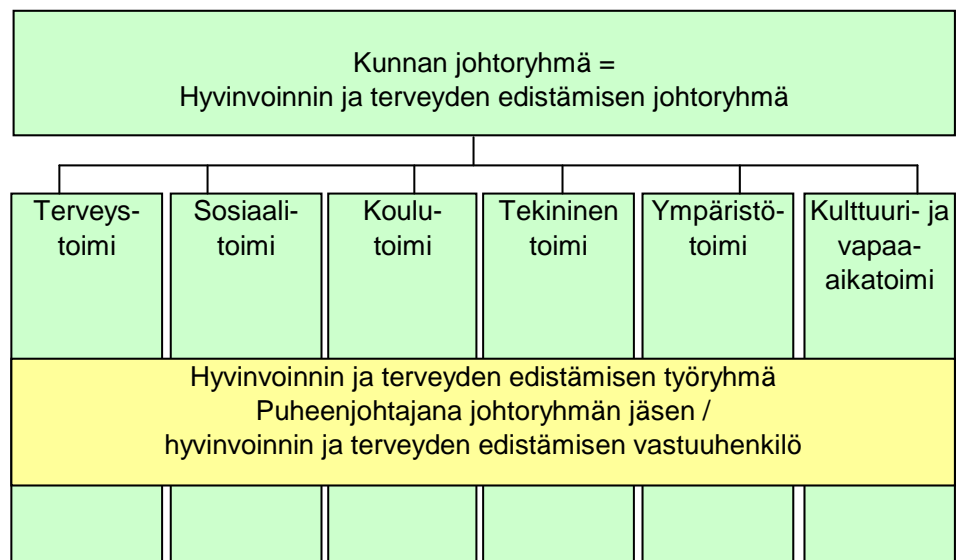 Kunnan johtoryhmä =
Hyvinvoinnin ja terveyden edistämisen johtoryhmä
Terveys-
toimi
Sosiaali-
toimi
Koulu-
toimi
Tekininen
toimi
Ympäristö-
toimi
Kulttuuri- ja
vapaa-
aikatoimi
Hyvinvoinnin ja terveyden edistämisen työryhmä
Puheenjohtajana johtoryhmän jäsen /
hyvinvoinnin ja terveyden edistämisen vastuuhenkilö